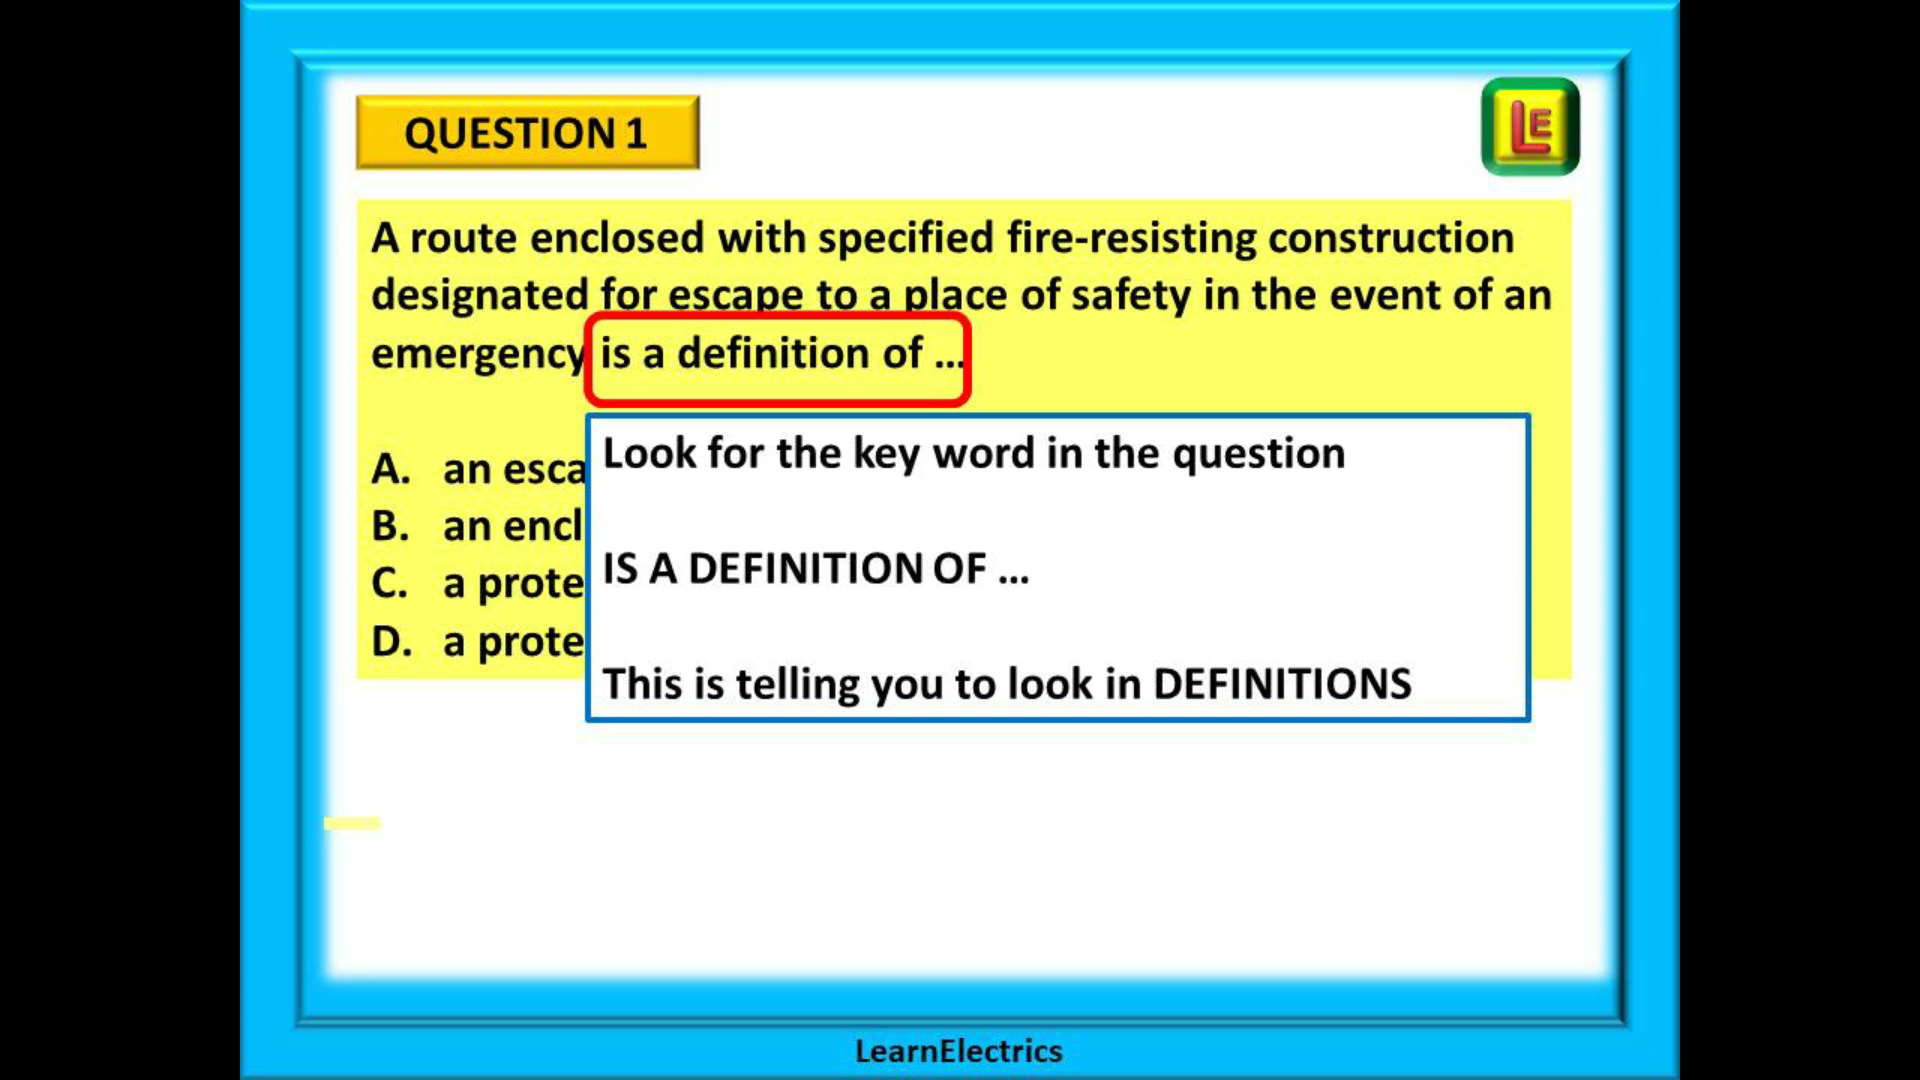 QUESTION 1
LE
A route enclosed with specified fire-resisting construction
designated for escape to a place of safety in the event of an
emergency is a definition of ...
A. an esca
B. an encl
C. a prote
D. a prote
Look for the key word in the question
IS A DEFINITION OF ...
This is telling you to look in DEFINITIONS
LearnElectrics